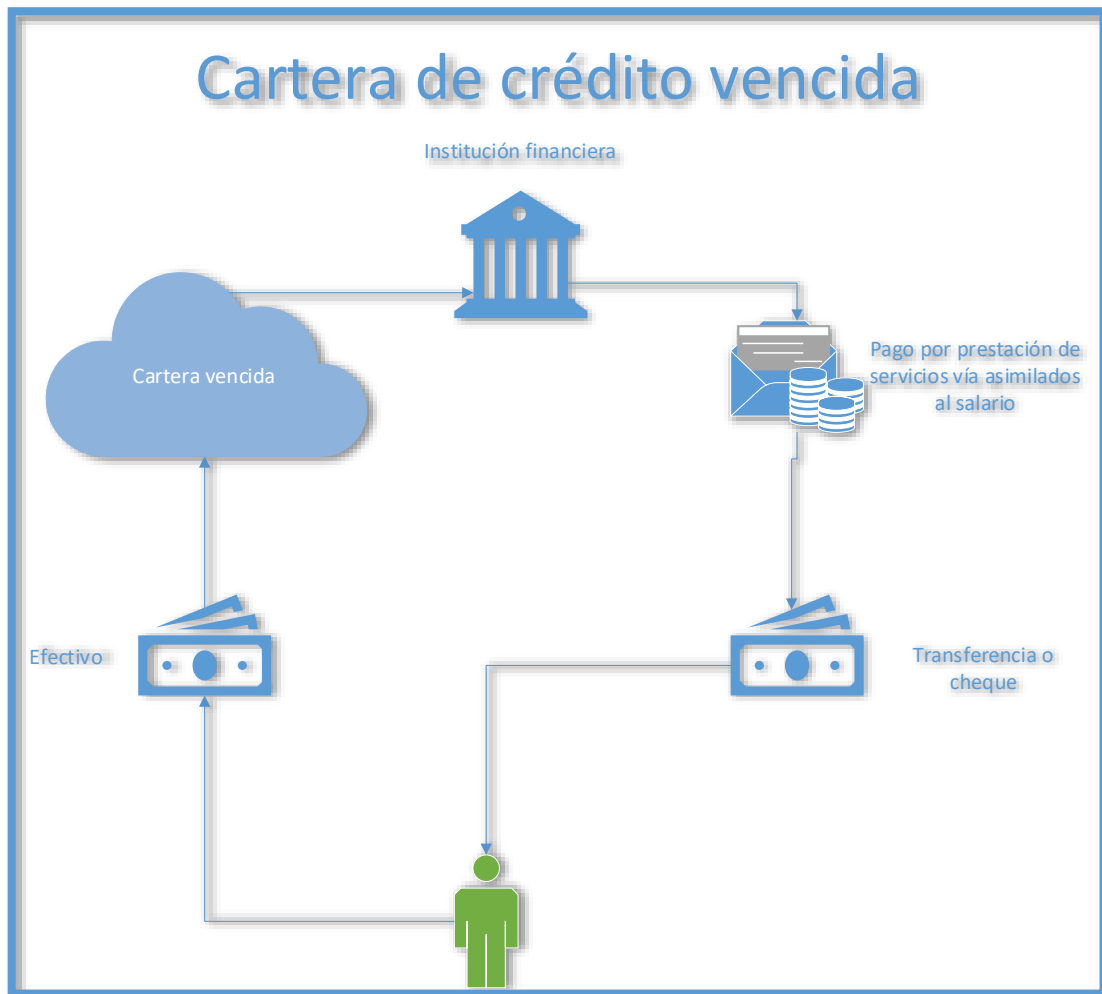 Cartera de crédito vencida
Institución financiera
Cartera vencida
Pago por prestación de
servicios vía asimilados
al salario
Efectivo
Transferencia o
cheque